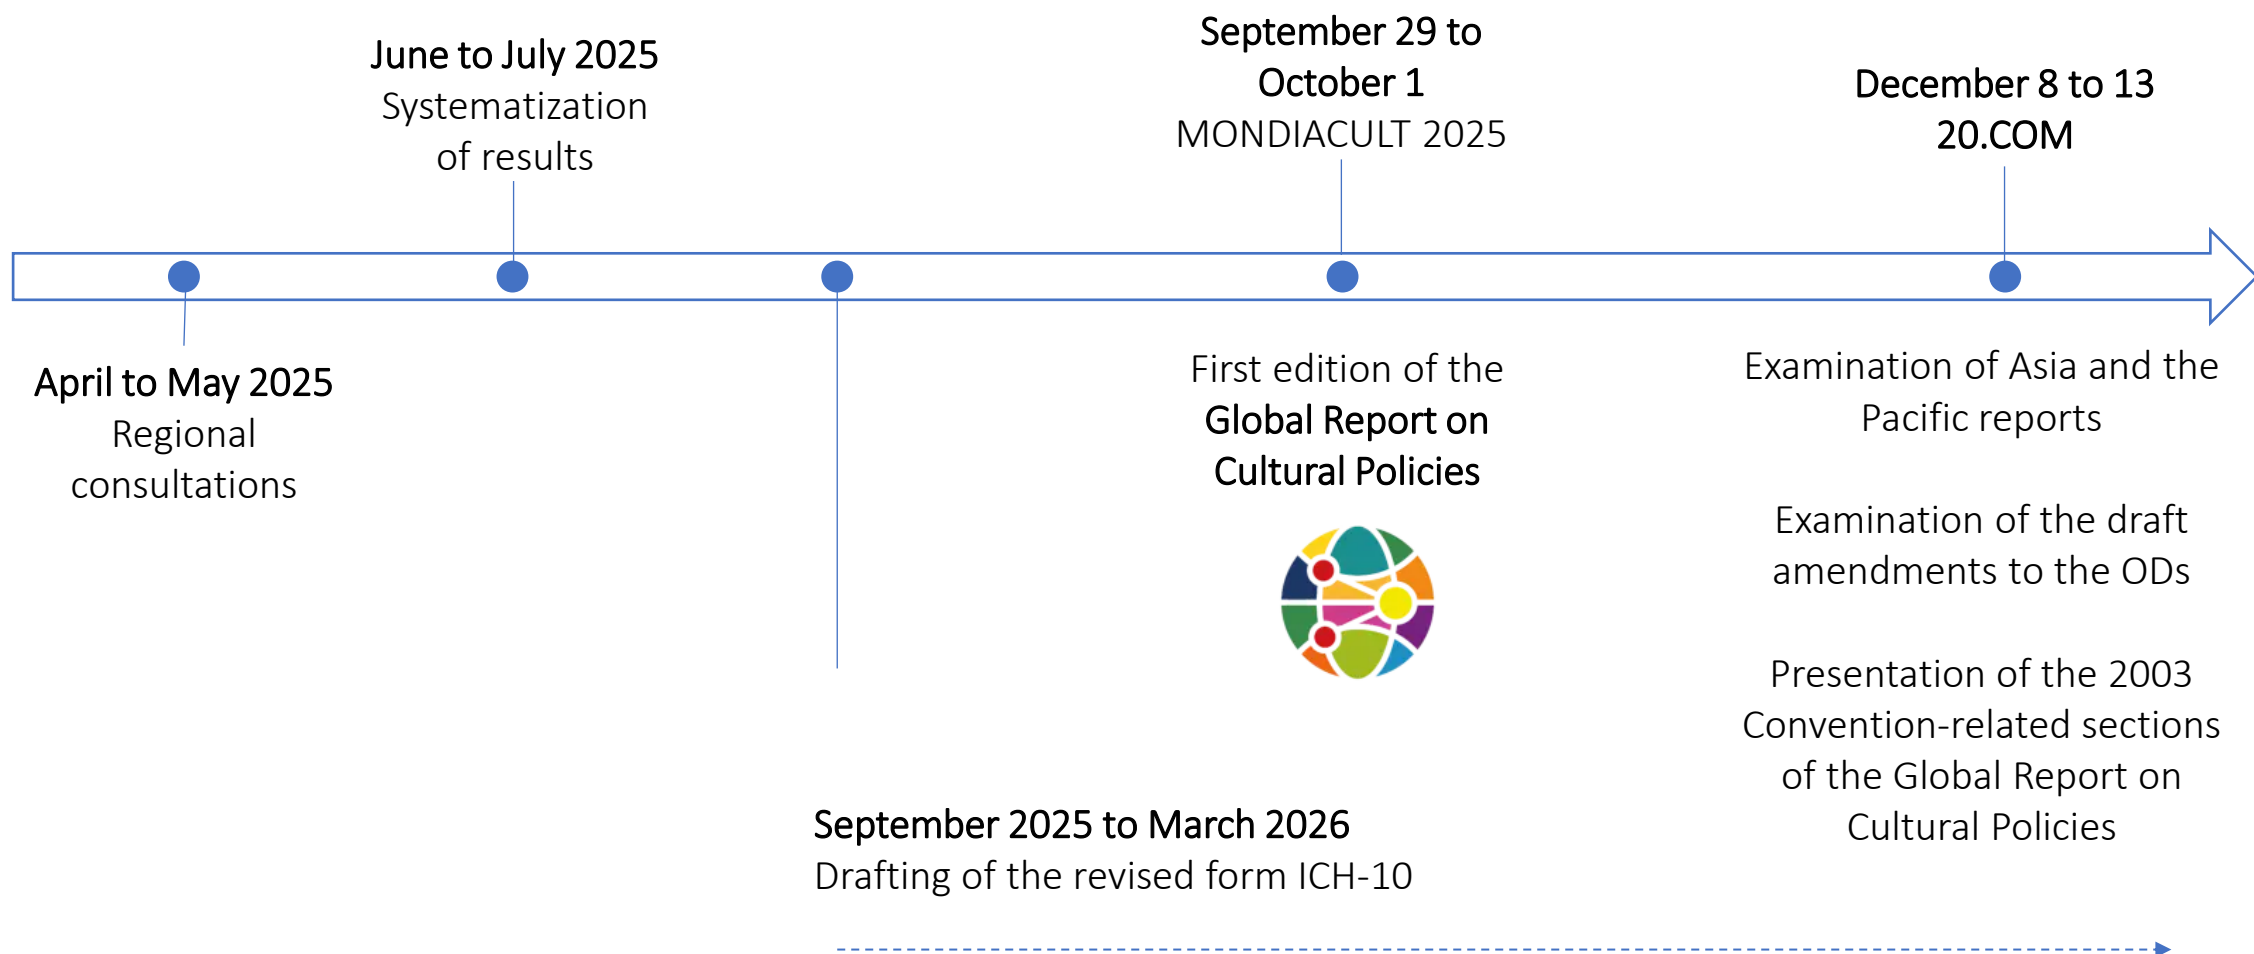 June to July 2025
Systematization
of results
September 29 to
October 1
MONDIACULT 2025
December 8 to 13
20.COM
April to May 2025
Regional
consultations
First edition of the
Global Report on
Cultural Policies
Examination of Asia and the
Pacific reports
Examination of the draft
amendments to the ODs
Presentation of the 2003
Convention-related sections
of the Global Report on
Cultural Policies
September 2025 to March 2026
Drafting of the revised form ICH-10